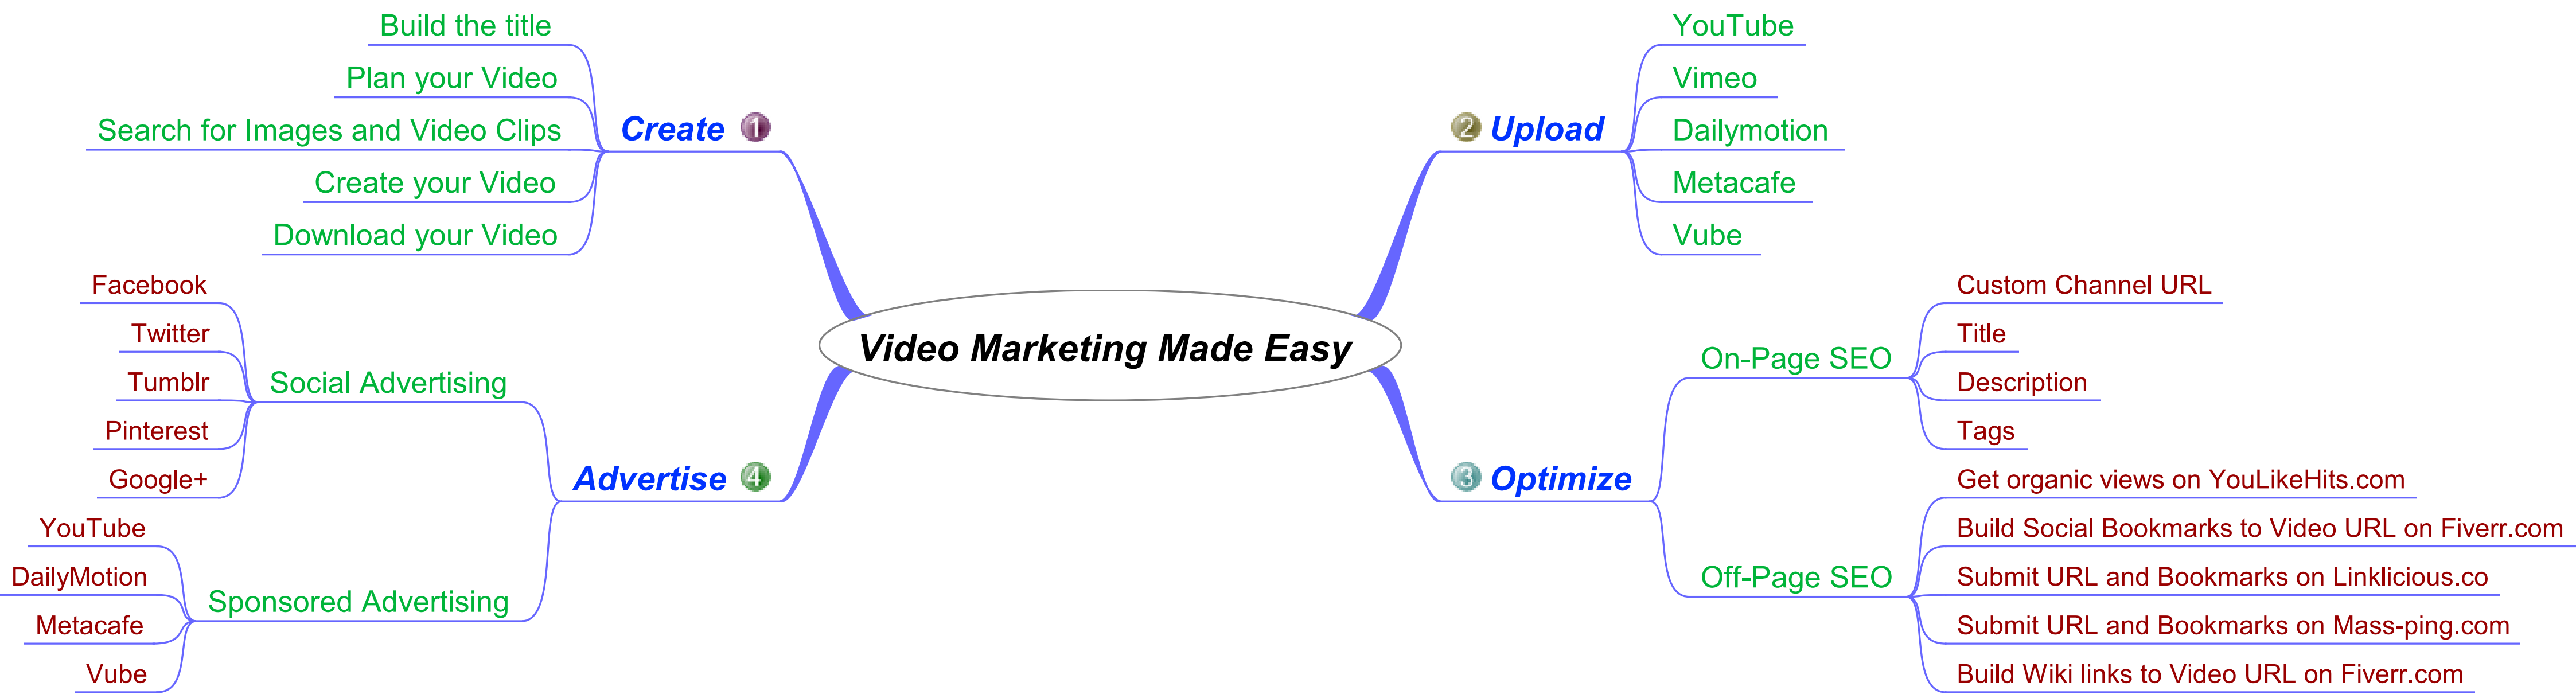 Video Marketing Made Easy
Create 1
Build the title
Plan your Video
Search for Images and Video Clips
Create your Video
Download your Video
2 Upload
YouTube
Vimeo
Dailymotion
Metacafe
Vube
3 Optimize
On-Page SEO
Custom Channel URL
Title
Description
Tags
Off-Page SEO
Get organic views on YouLikeHits.com
Build Social Bookmarks to Video URL on Fiverr.com
Submit URL and Bookmarks on Linklicious.co
Submit URL and Bookmarks on Mass-ping.com
Build Wiki links to Video URL on Fiverr.com
Advertise 4
Social Advertising
Facebook
Twitter
Tumblr
Pinterest
Google+
Sponsored Advertising
YouTube
DailyMotion
Metacafe
Vube